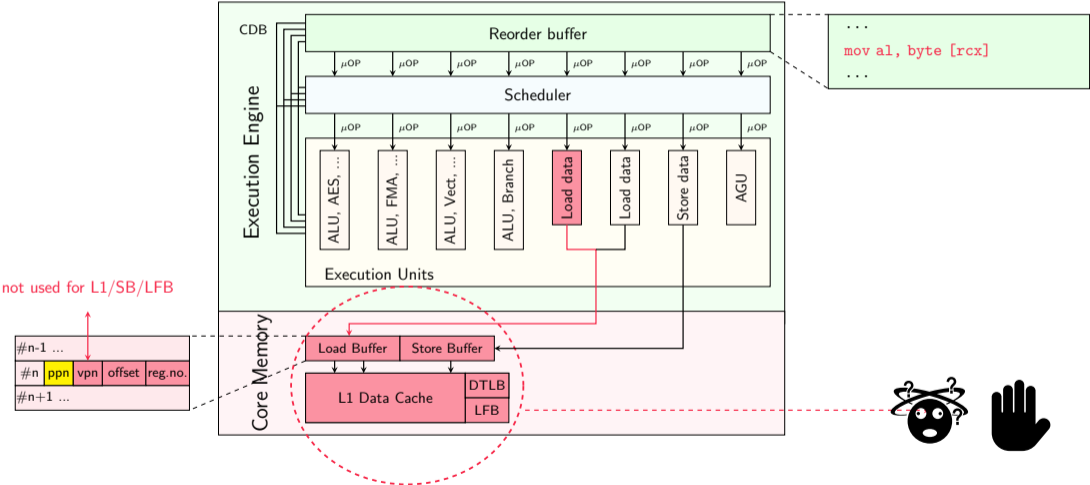 CDB
Reorder buffer
...
mov al, byte [rcx]
...
μOP μOP μOP μOP μOP μOP μOP μOP
Scheduler
μOP μOP μOP μOP μOP μOP μOP μOP
Execution Engine
ALU, AES, ...
ALU, FMA, ...
ALU, Vect, ...
ALU, Branch
Load data
Load data
Store data
AGU
Execution Units
not used for L1/SB/LFB
#n-1 ...
#n ppn vpn offset reg.no.
#n+1 ...
Core Memory
Load Buffer Store Buffer
L1 Data Cache
DTLB
LFB
? ?
?